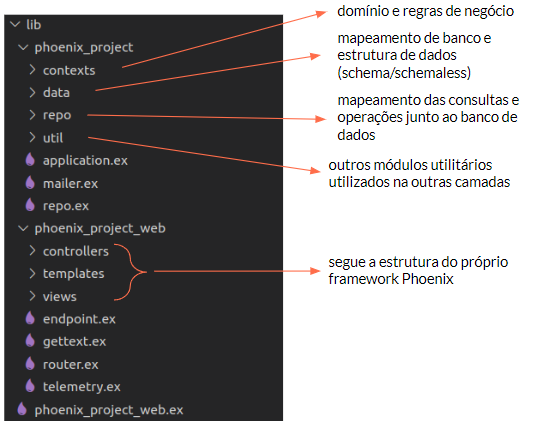 lib
phoenix_project
contexts
data
repo
util
application.ex
mailer.ex
repo.ex
phoenix_project_web
controllers
templates
views
endpoint.ex
gettext.ex
router.ex
telemetry.ex
phoenix_project_web.ex
domínio e regras de negócio
mapeamento de banco e
estrutura de dados
(schema/schemaless)
mapeamento das consultas e
operações junto ao banco de
dados
outros módulos utilitários
utilizados na outras camadas
segue a estrutura do próprio
framework Phoenix